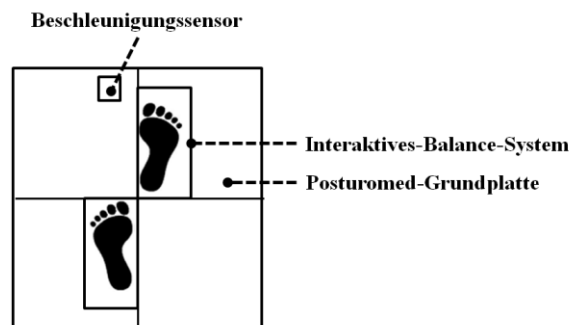 Beschleunigungssensor
Interaktives-Balance-System
Posturomed-Grundplatte